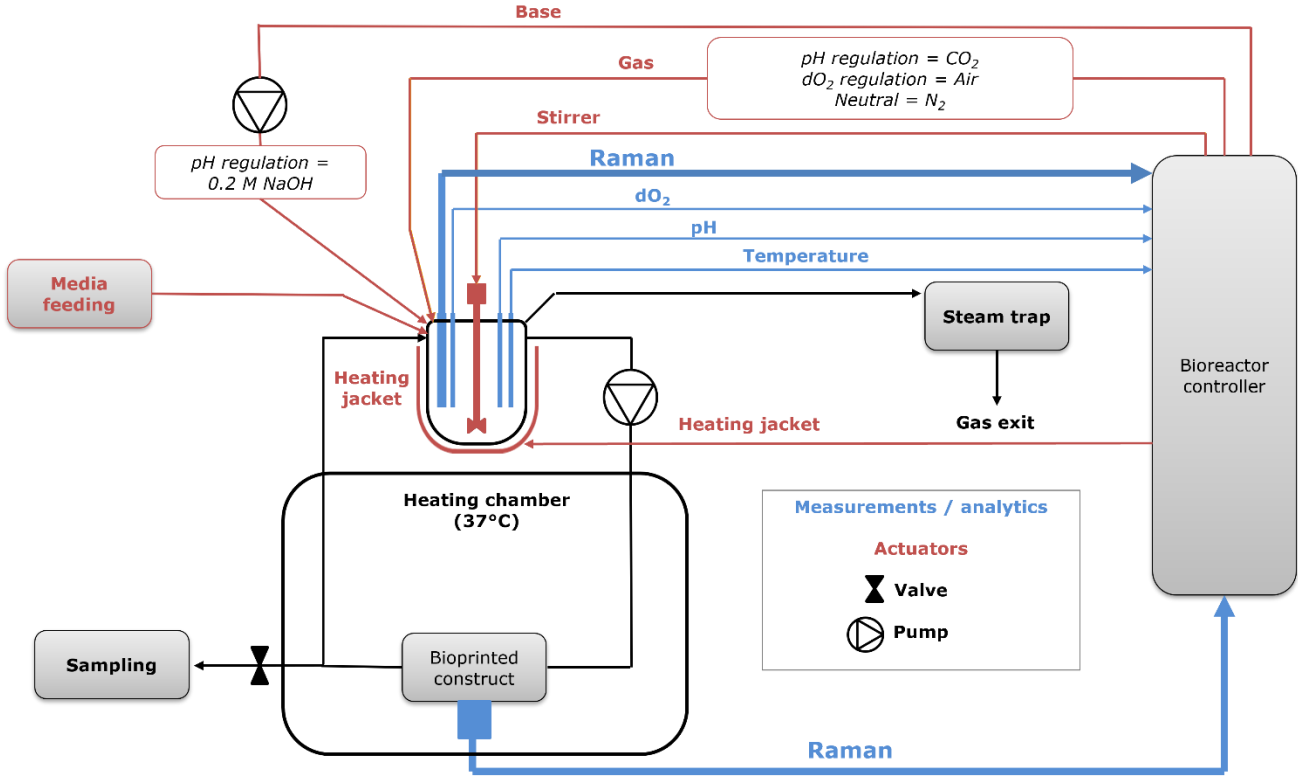 Base
Gas
pH regulation = CO₂
dO₂ regulation = Air
Neutral = N₂
Stirrer
pH regulation =
0.2 M NaOH
Raman
dO₂
pH
Temperature
Media
feeding
Steam trap
Bioreactor
controller
Heating
jacket
Gas exit
Heating jacket
Heating chamber
(37°C)
Measurements / analytics
Actuators
Valve
Pump
Sampling
Bioprinted
construct
Raman